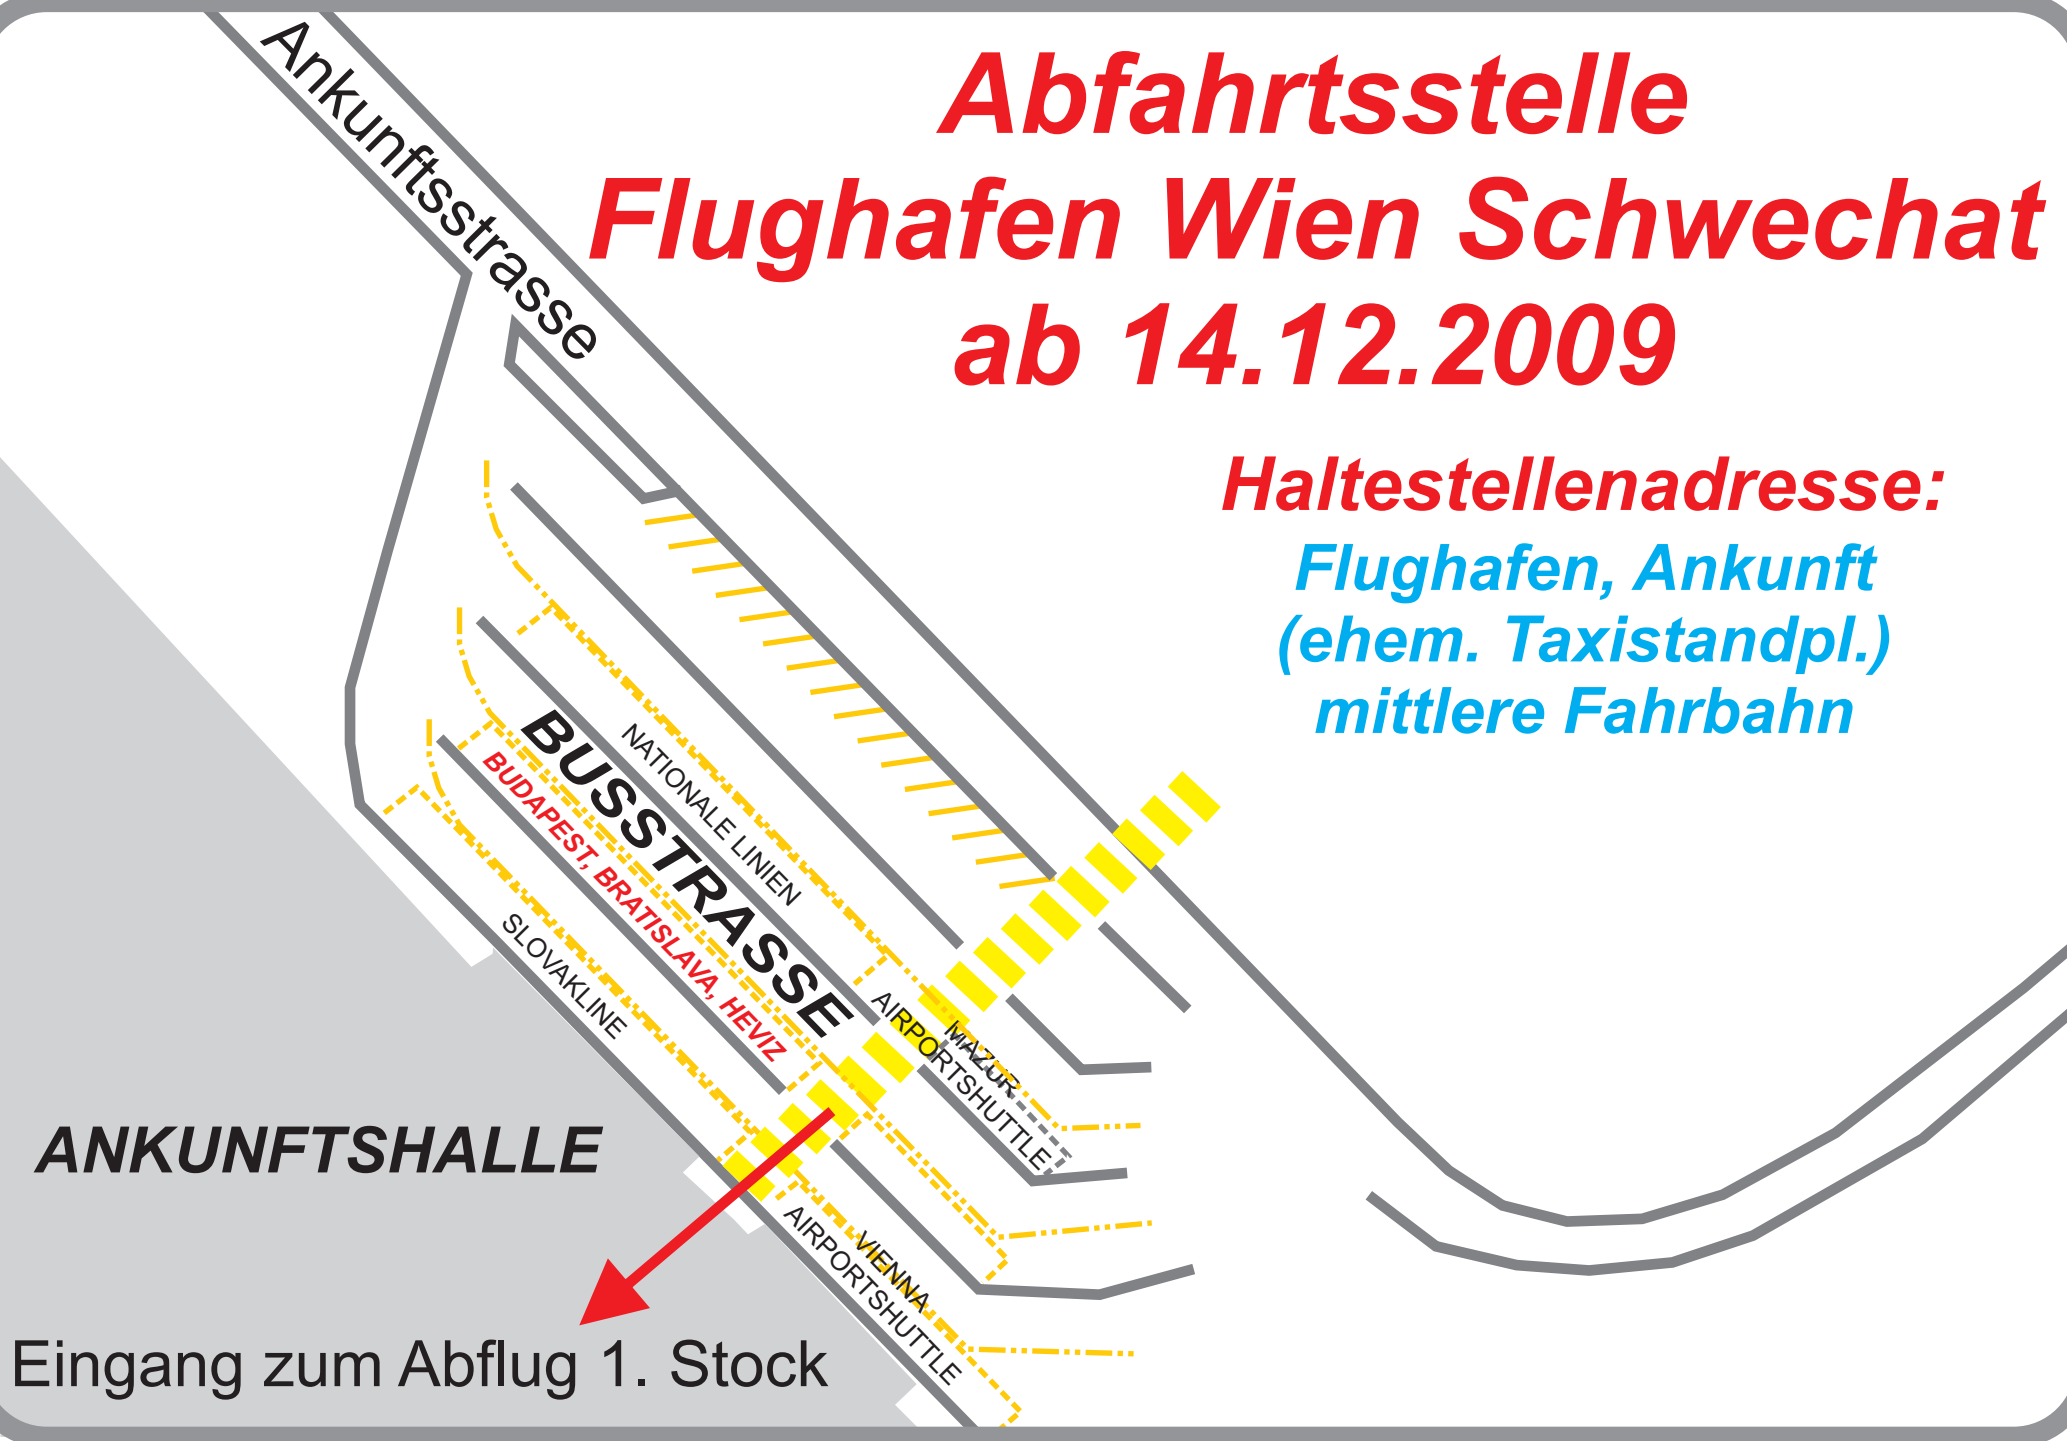 Ankunftsstrasse
Abfahrtsstelle
Flughafen Wien Schwechat
ab 14.12.2009
Haltestellenadresse:
Flughafen, Ankunft
(ehem. Taxistandpl.)
mittlere Fahrbahn
NATIONALE LINIEN
BUSSTRASSE
BUDAPEST, BRATISLAVA, HEVIZ
SLOVAKLINE
MAZUR
AIRPORTSHUTTLE
VIENNA
AIRPORTSHUTTLE
ANKUNFTSHALLE
Eingang zum Abflug 1. Stock